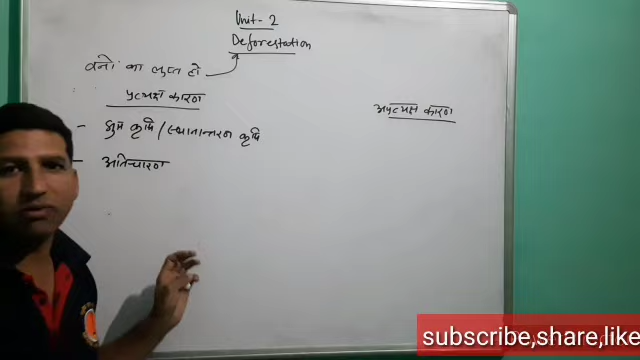 Unit - 2
Deforestation
वनो का लुप्त हो
प्रत्यक्ष कारण
अप्रत्यक्ष कारण
- झुम कृषि / स्थानान्तरण कृषि
- अतिचारण
subscribe,share,like